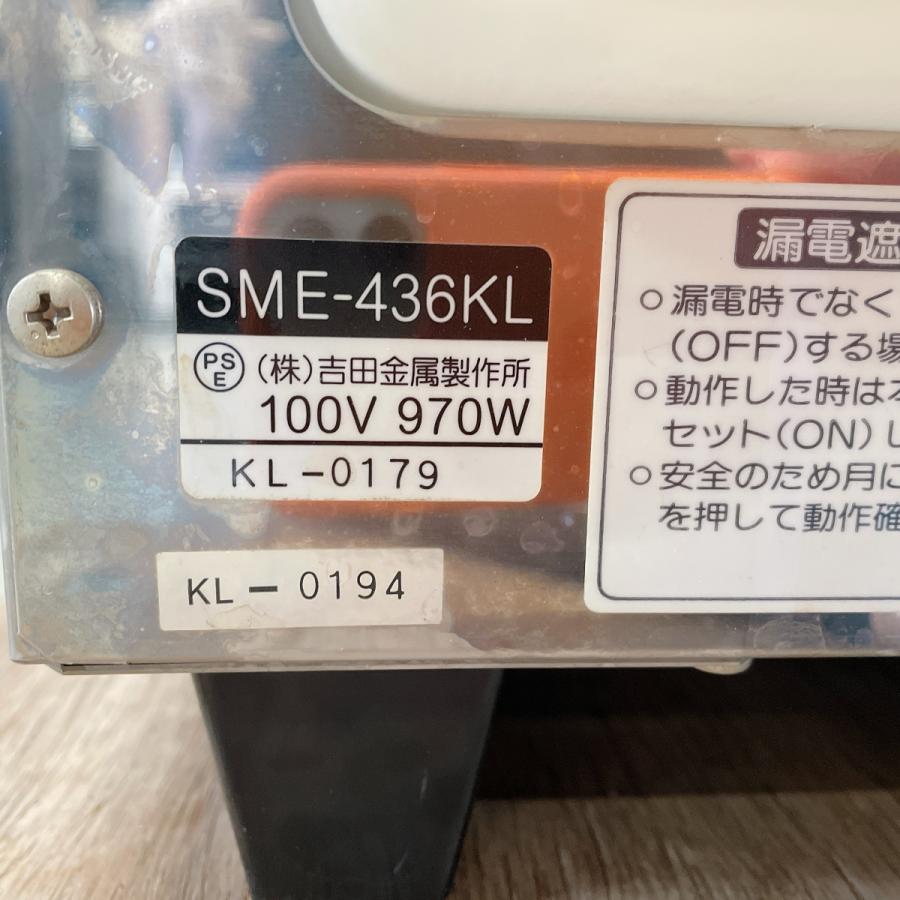 SME-436KL
PSE (株)吉田金属製作所
100V 970W
KL-0179
KL-0194
漏電遮
○漏電時でなく
(OFF)する場
○動作した時は
セット(ON)し
○安全のため月に
を押して動作確